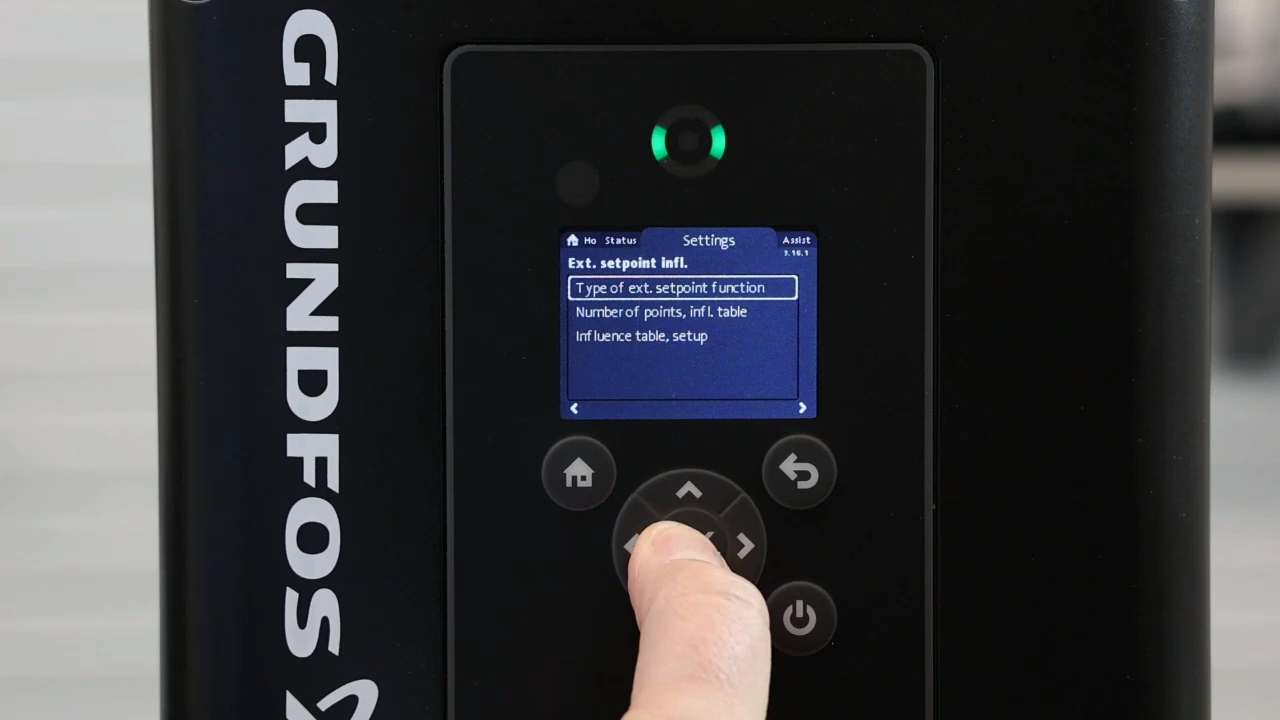 GRUNDFOS
Ho Status Settings Assist
3.16.1
Ext. setpoint infl.
Type of ext. setpoint function
Number of points, infl. table
Influence table, setup